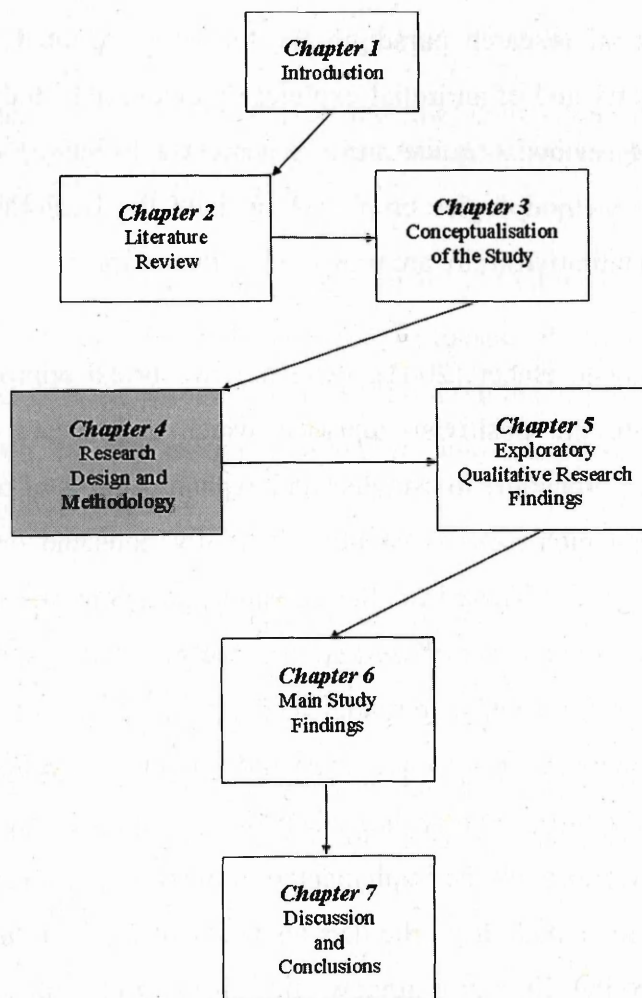 Chapter 1
Introduction
Chapter 2
Literature
Review
Chapter 3
Conceptualisation
of the Study
Chapter 4
Research
Design and
Methodology
Chapter 5
Exploratory
Qualitative Research
Findings
Chapter 6
Main Study
Findings
Chapter 7
Discussion
and
Conclusions